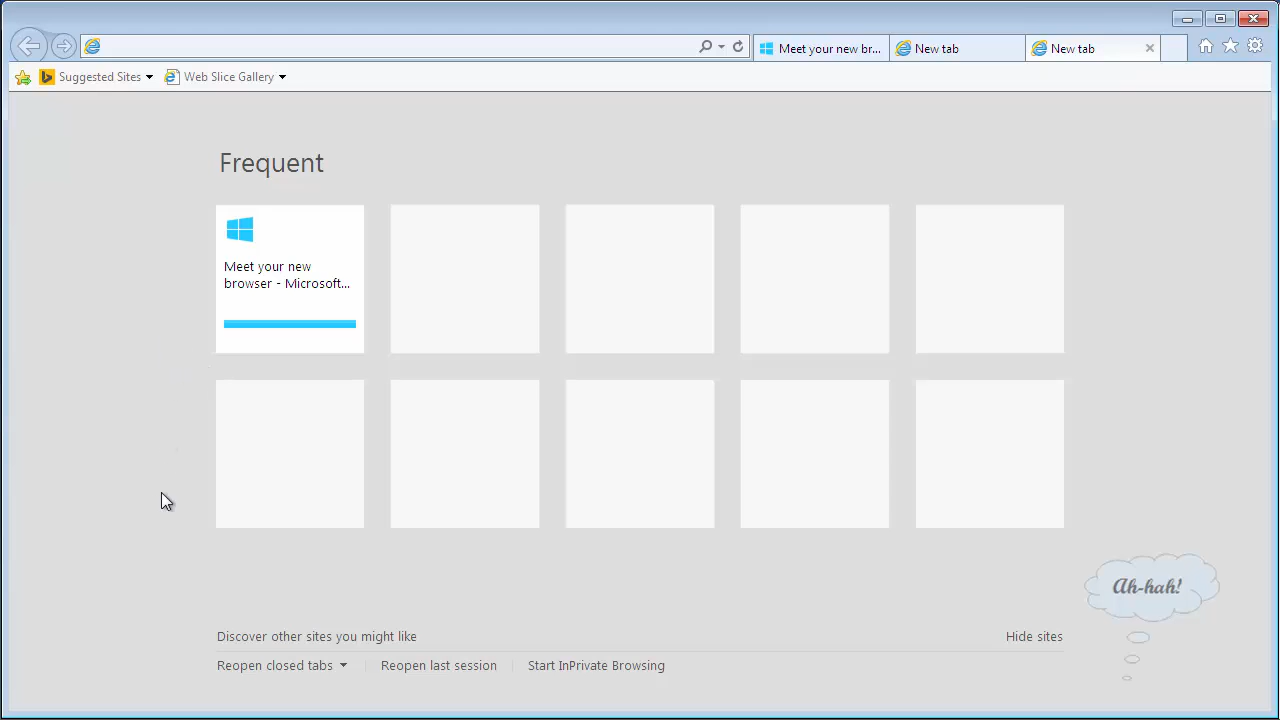 Meet your new br...
New tab
New tab
Suggested Sites
Web Slice Gallery
Frequent
Meet your new
browser - Microsoft...
Ah-hah!
Discover other sites you might like
Hide sites
Reopen closed tabs
Reopen last session
Start InPrivate Browsing